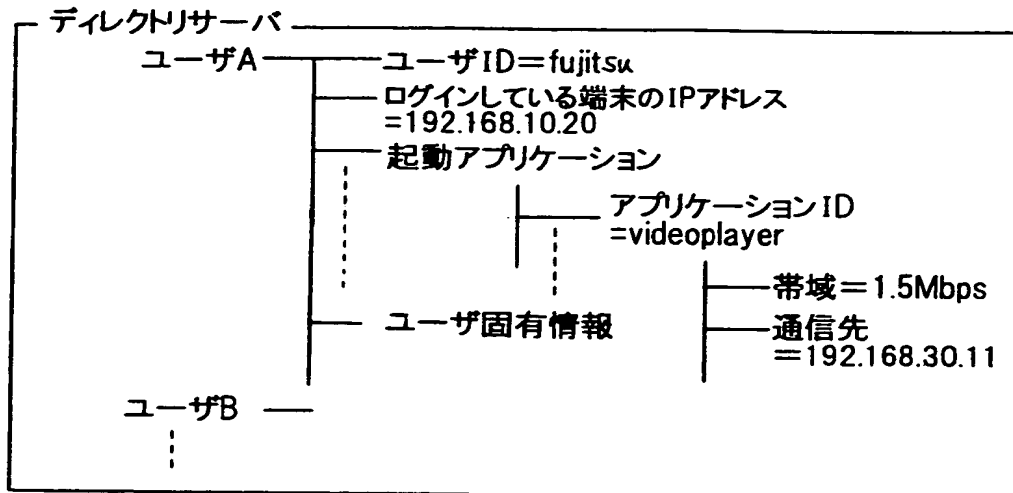 ディレクトリサーバ
ユーザA
ユーザID=fujitsu
ログインしている端末のIPアドレス
=192.168.10.20
起動アプリケーション
アプリケーションID
=videoplayer
帯域=1.5Mbps
ユーザ固有情報
通信先
=192.168.30.11
ユーザB